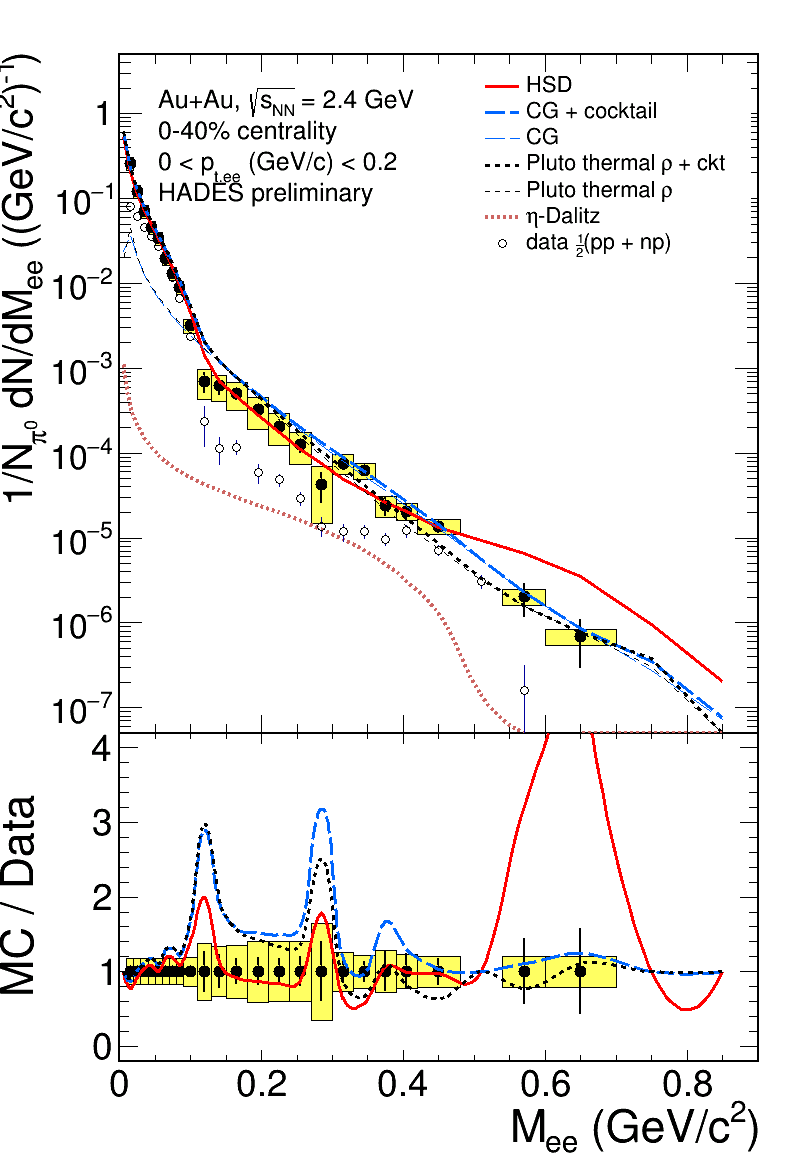 1/N_π⁰ dN/dM_ee ((GeV/c²)⁻¹)
1
10⁻¹
10⁻²
10⁻³
10⁻⁴
10⁻⁵
10⁻⁶
10⁻⁷
Au+Au, √s_NN = 2.4 GeV
0-40% centrality
0 < p_t,ee (GeV/c) < 0.2
HADES preliminary
HSD
CG + cocktail
CG
Pluto thermal ρ + ckt
Pluto thermal ρ
η-Dalitz
data ½(pp + np)
MC / Data
4
3
2
1
0
0 0.2 0.4 0.6 0.8
M_ee (GeV/c²)